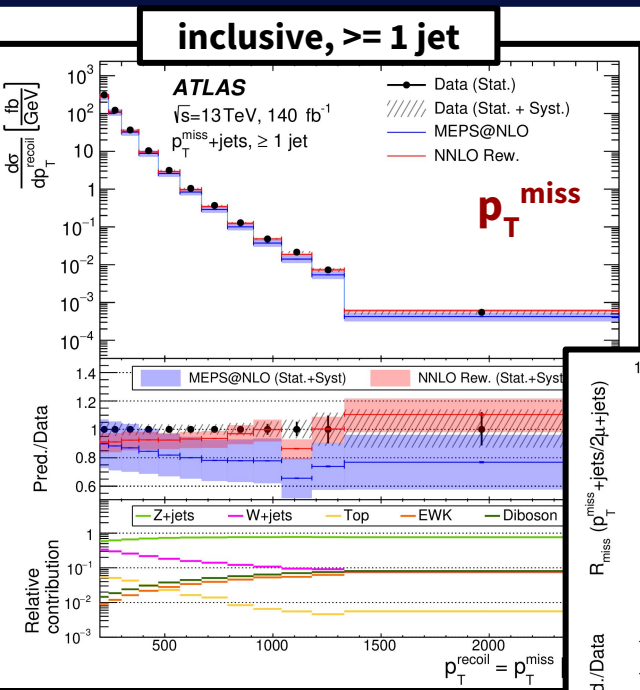 inclusive, >= 1 jet
ATLAS
√s=13 TeV, 140 fb⁻¹
p_T^miss+jets, ≥ 1 jet
Data (Stat.)
Data (Stat. + Syst.)
MEPS@NLO
NNLO Rew.
p_T^miss
dσ/dp_T^recoil [fb/GeV]
10³
10²
10
1
10⁻¹
10⁻²
10⁻³
10⁻⁴
MEPS@NLO (Stat.+Syst)
NNLO Rew. (Stat.+Syst
Pred./Data
1.4
1.2
1
0.8
0.6
Z+jets
W+jets
Top
EWK
Diboson
Relative
contribution
1
10⁻¹
10⁻²
10⁻³
500
1000
1500
2000
p_T^recoil = p_T^miss
1
R_miss (p_T^miss+jets/2μ+jets)
d./Data